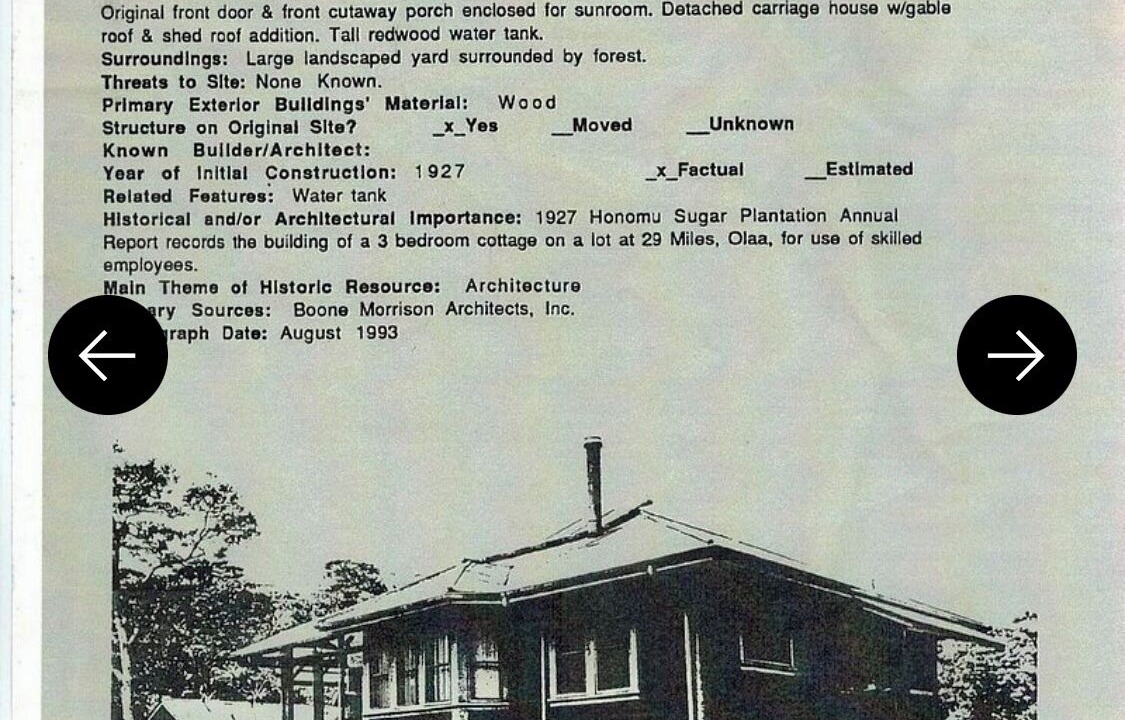 Original front door & front cutaway porch enclosed for sunroom. Detached carriage house w/gable
roof & shed roof addition. Tall redwood water tank.
Surroundings: Large landscaped yard surrounded by forest.
Threats to Site: None Known.
Primary Exterior Buildings' Material: Wood
Structure on Original Site? _x_Yes __Moved __Unknown
Known Builder/Architect:
Year of Initial Construction: 1927 _x_Factual __Estimated
Related Features: Water tank
Historical and/or Architectural Importance: 1927 Honomu Sugar Plantation Annual
Report records the building of a 3 bedroom cottage on a lot at 29 Miles, Olaa, for use of skilled
employees.
Main Theme of Historic Resource: Architecture
Sources: Boone Morrison Architects, Inc.
Date: August 1993